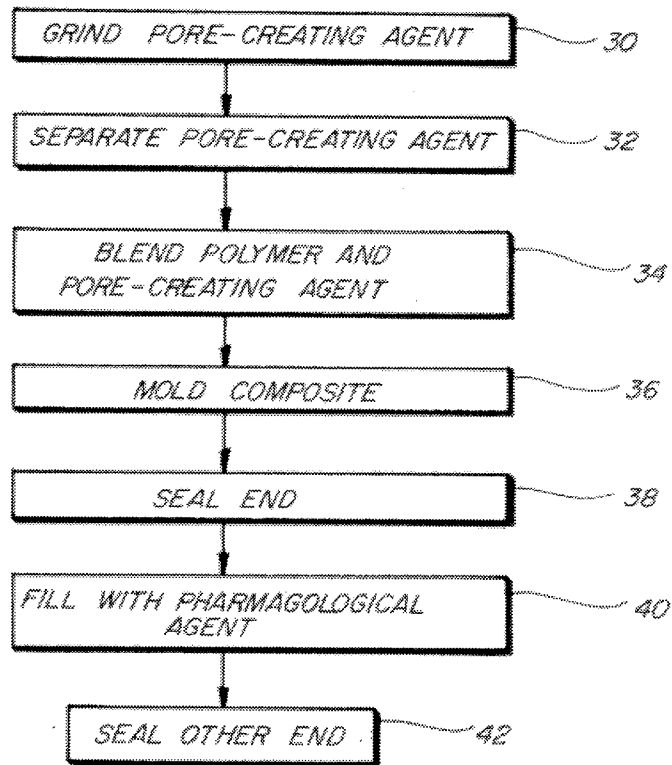 GRIND PORE-CREATING AGENT
30
SEPARATE PORE-CREATING AGENT
32
BLEND POLYMER AND
PORE-CREATING AGENT
34
MOLD COMPOSITE
36
SEAL END
38
FILL WITH PHARMAGOLOGICAL
AGENT
40
SEAL OTHER END
42